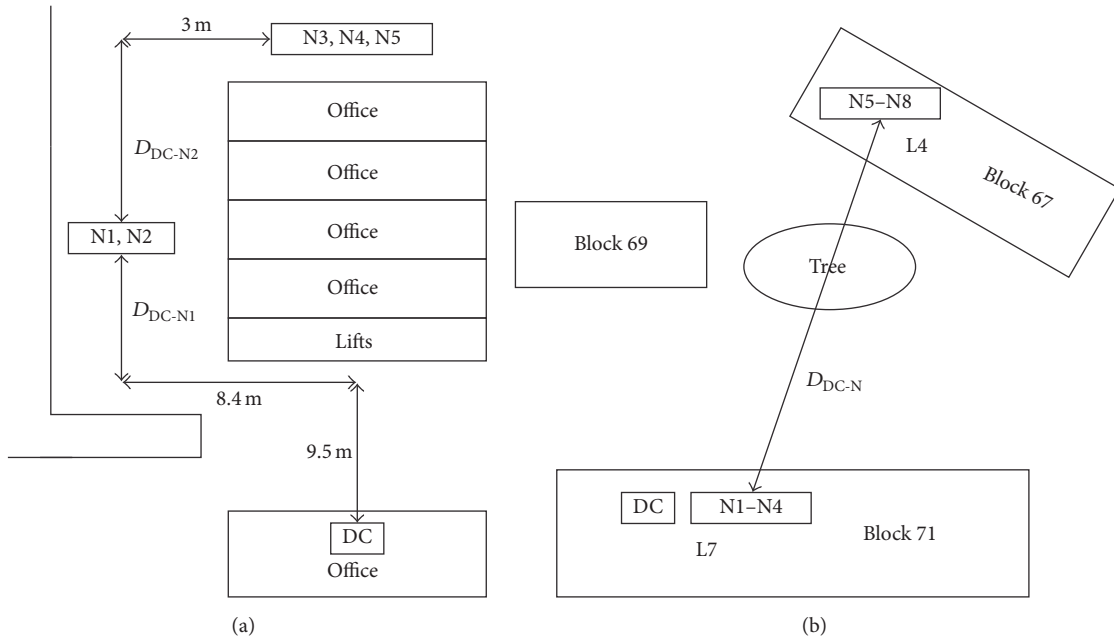 3 m
N3, N4, N5
Office
D_DC-N2
Office
N1, N2
Office
Office
D_DC-N1
Lifts
8.4 m
9.5 m
DC
Office
(a)
N5–N8
L4
Block 67
Block 69
Tree
D_DC-N
DC
N1–N4
Block 71
L7
(b)